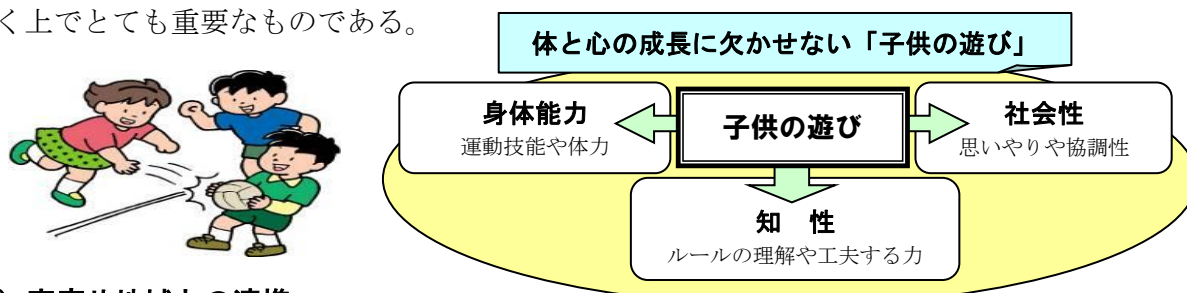 く上でとても重要なものである。
体と心の成長に欠かせない「子供の遊び」
身体能力
運動技能や体力
子供の遊び
社会性
思いやりや協調性
知　性
ルールの理解や工夫する力